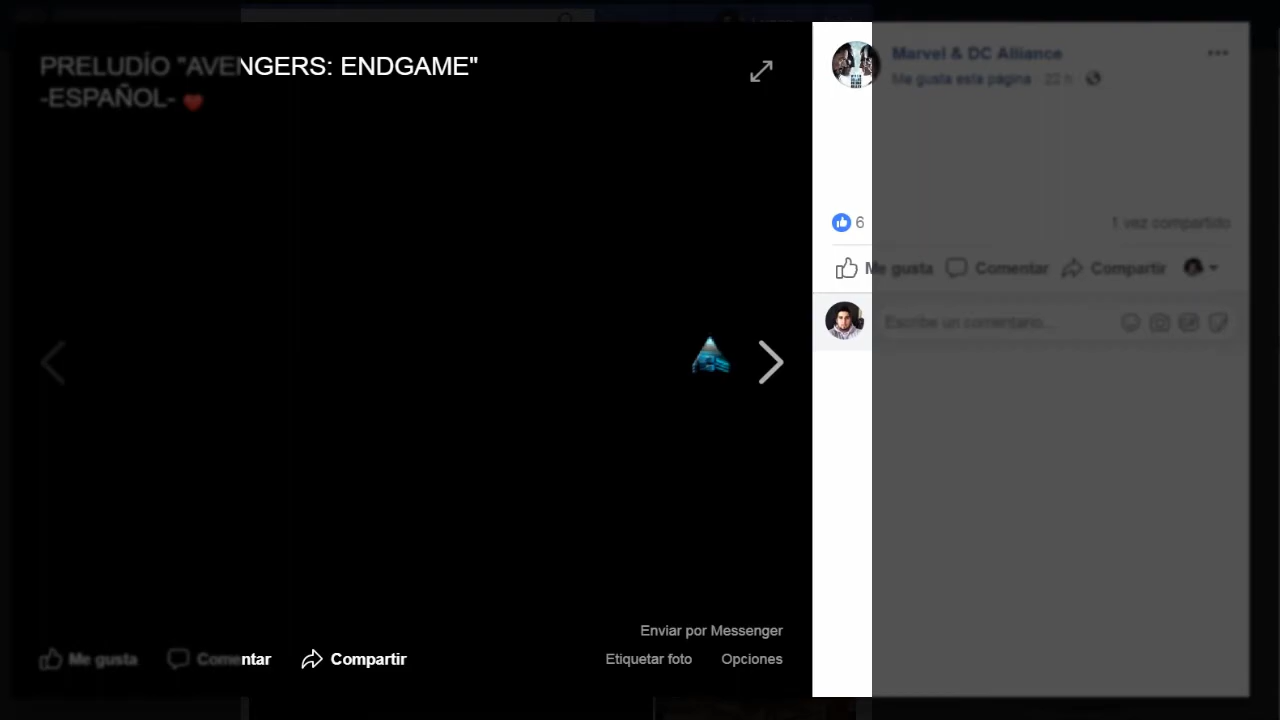 PRELUDÍO "AVENGERS: ENDGAME"
-ESPAÑOL-
Marvel & DC Alliance
Me gusta esta página · 22 h
6
1 vez compartido
Me gusta
Comentar
Compartir
Escribe un comentario...
Enviar por Messenger
Me gusta
Comentar
Compartir
Etiquetar foto
Opciones